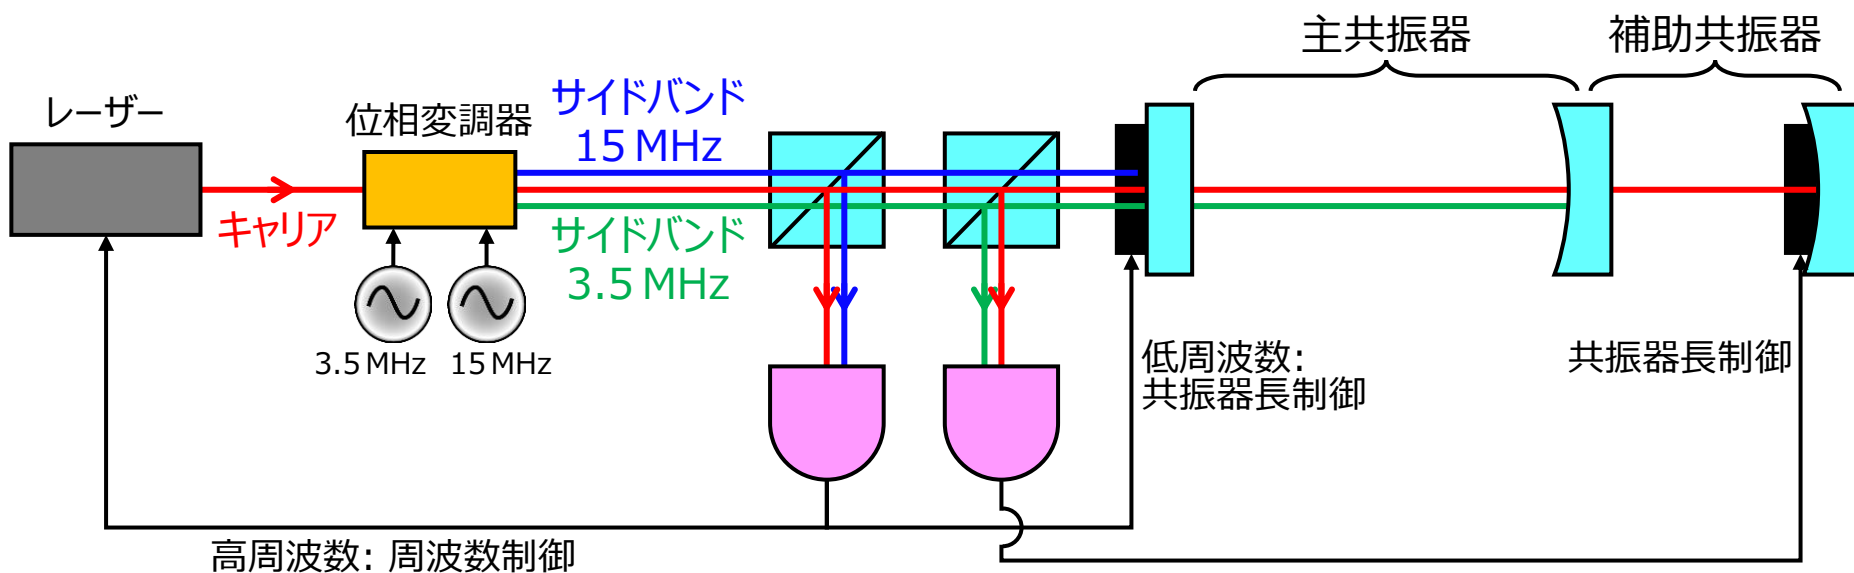 主共振器
補助共振器
レーザー
位相変調器
サイドバンド
15 MHz
キャリア
サイドバンド
3.5 MHz
3.5 MHz
15 MHz
低周波数:
共振器長制御
共振器長制御
高周波数: 周波数制御